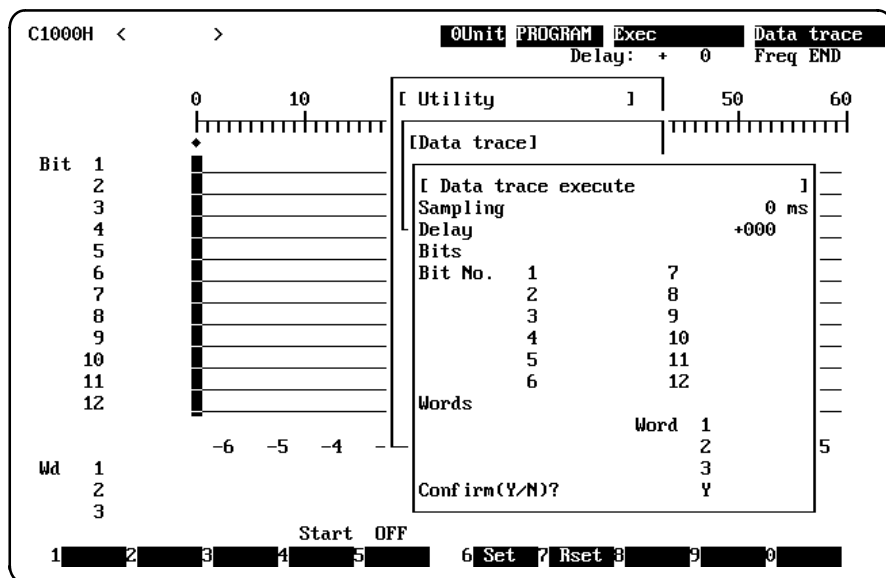 C1000H < > 0Unit PROGRAM Exec Data trace
Delay: + 0 Freq END
0 10 [ Utility ] 50 60
[Data trace]
Bit 1
[ Data trace execute ]
2
3 Sampling 0 ms
4 Delay +000
5 Bits
6 Bit No. 1 7
7 2 8
8 3 9
9 4 10
10 5 11
11 6 12
12 Words
Word 1
-6 -5 -4 - 2 5
Wd 1 3
2 Confirm(Y/N)? Y
3
Start OFF
1 2 3 4 5 6 Set 7 Rset 8 9 0